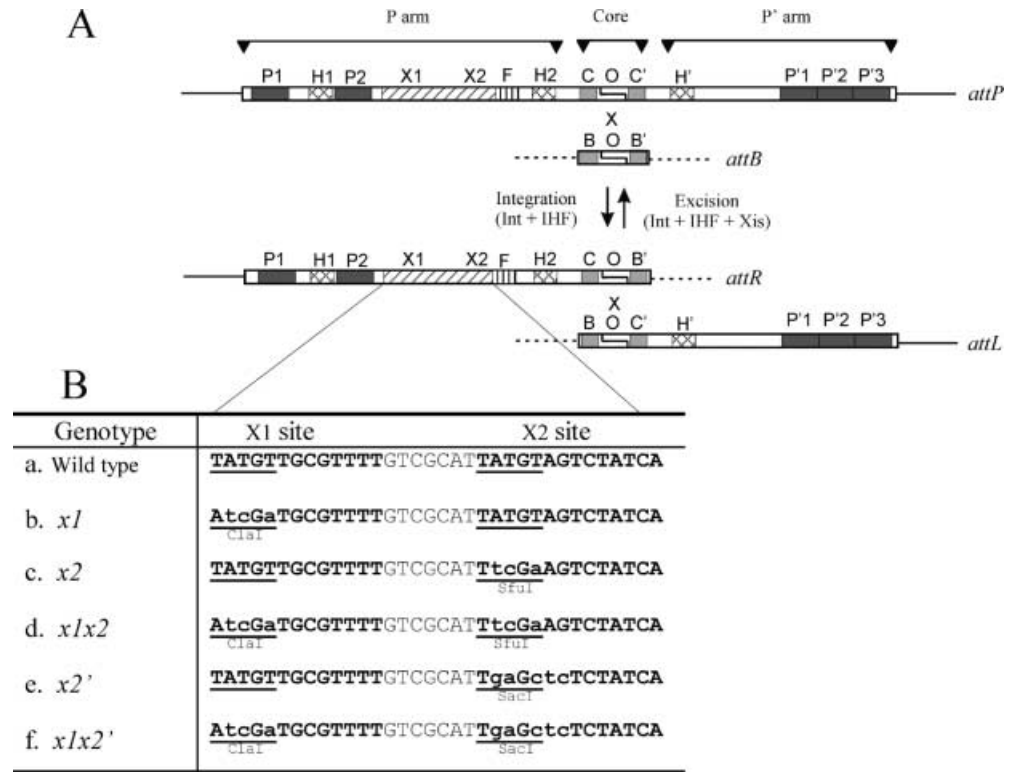 A
P arm Core P' arm
P1 H1 P2 X1 X2 F H2 C O C' H' P'1 P'2 P'3
attP
X
B O B'
attB
Integration
(Int + IHF)
Excision
(Int + IHF + Xis)
P1 H1 P2 X1 X2 F H2 C O B'
attR
X
B O C' H' P'1 P'2 P'3
attL
B
Genotype X1 site X2 site
a. Wild type TATGTTGCGTTTTGTCGCATTATGTAGTCTATCA
b. x1 AtcGaTGCGTTTTGTCGCATTATGTAGTCTATCA
ClaI
c. x2 TATGTTGCGTTTTGTCGCATTtcGaAGTCTATCA
SfuI
d. x1x2 AtcGaTGCGTTTTGTCGCATTtcGaAGTCTATCA
ClaI SfuI
e. x2' TATGTTGCGTTTTGTCGCATTgaGctcTCTATCA
SacI
f. x1x2' AtcGaTGCGTTTTGTCGCATTgaGctcTCTATCA
ClaI SacI